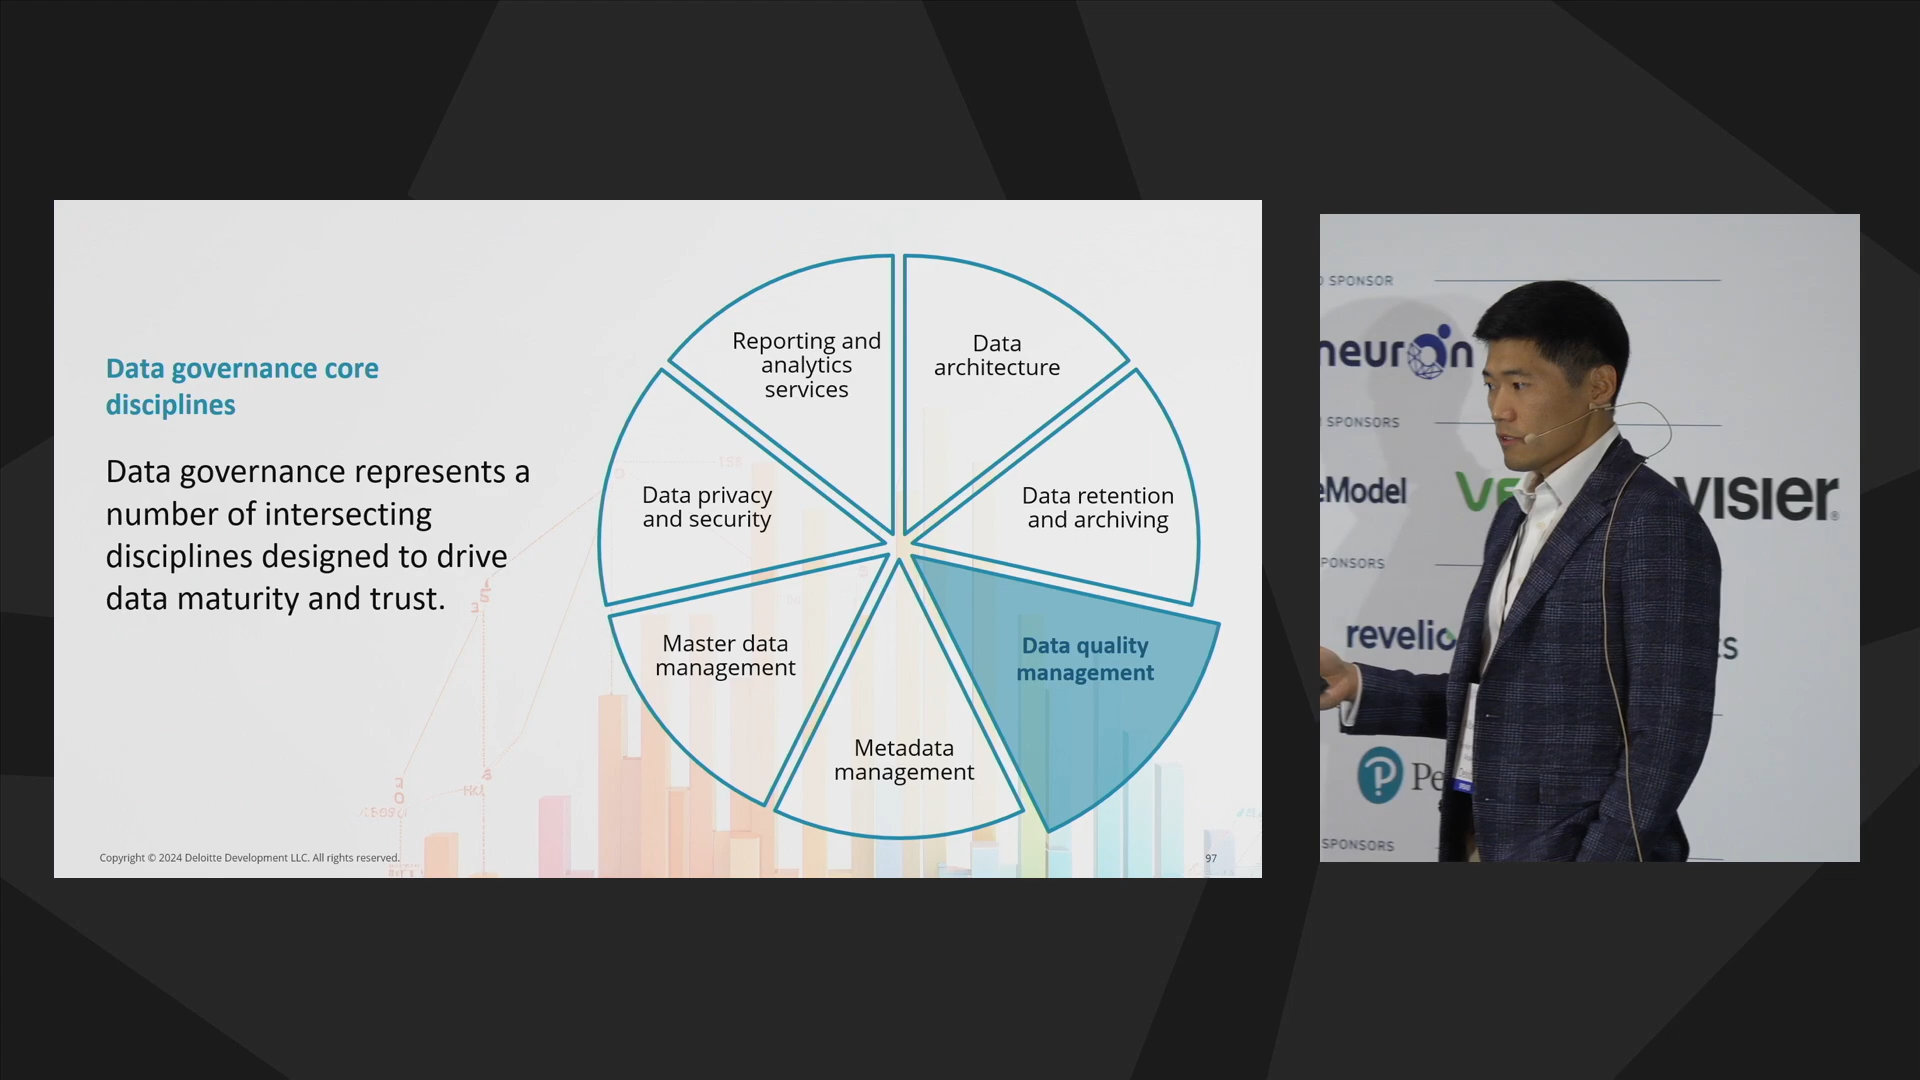 Data governance core
disciplines
Data governance represents a
number of intersecting
disciplines designed to drive
data maturity and trust.
Reporting and
analytics
services
Data
architecture
Data privacy
and security
Data retention
and archiving
Master data
management
Data quality
management
Metadata
management
Copyright © 2024 Deloitte Development LLC. All rights reserved.
97
SPONSOR
neuron
SPONSORS
eModel
VISIER
PONSORS
revelio
Pe
SPONSORS